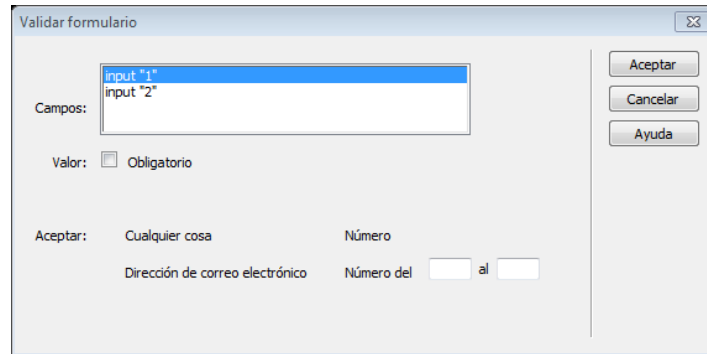 Validar formulario
Campos:
input "1"
input "2"
Valor:
Obligatorio
Aceptar:
Cualquier cosa
Número
Dirección de correo electrónico
Número del
al
Aceptar
Cancelar
Ayuda